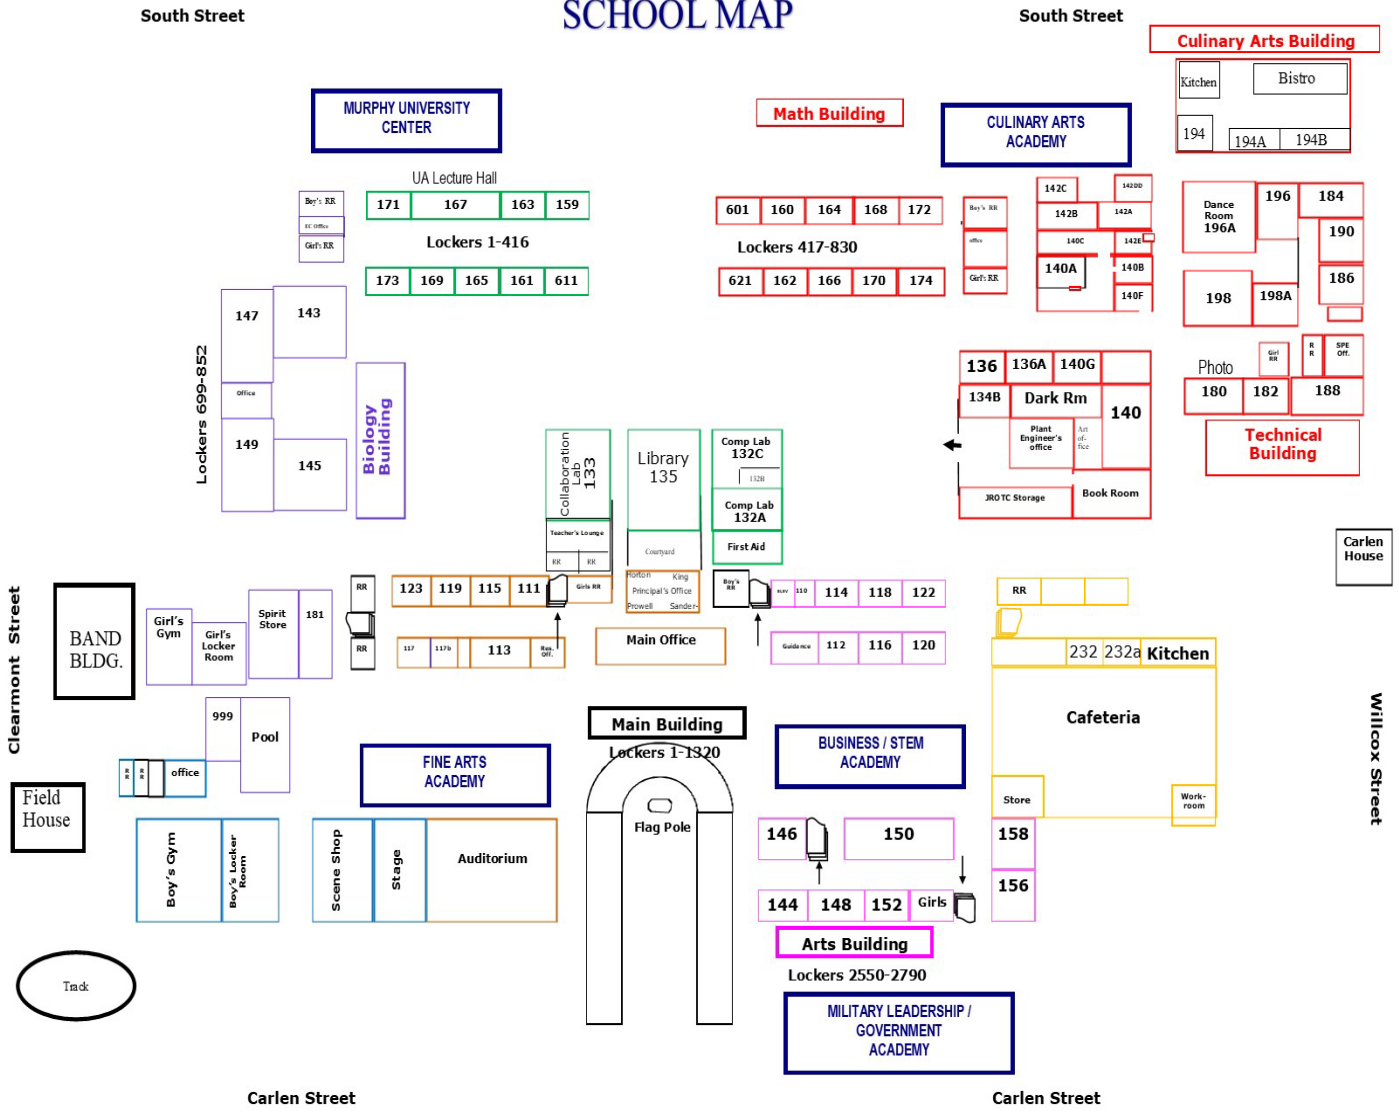 South Street
SCHOOL MAP
South Street
Culinary Arts Building
Kitchen
Bistro
194
194A
194B
MURPHY UNIVERSITY
CENTER
Math Building
CULINARY ARTS
ACADEMY
UA Lecture Hall
Boy's RR
EC Office
Girl's RR
171
167
163
159
Lockers 1-416
173
169
165
161
611
601
160
164
168
172
Lockers 417-830
621
162
166
170
174
Boy's RR
office
Girl's RR
142C
142DD
142B
142A
140C
142E
140A
140B
140F
Dance
Room
196A
196
184
190
186
198
198A
147
143
Office
149
145
Lockers 699-852
Biology
Building
136
136A
140G
134B
Dark Rm
140
Plant
Engineer's
office
Art
of-
fice
JROTC Storage
Book Room
Girl
RR
R
R
SPE
Off.
Photo
180
182
188
Technical
Building
Collaboration
Lab
133
Library
135
Comp Lab
132C
132B
Comp Lab
132A
First Aid
Teacher's Lounge
RR
RR
Courtyard
Carlen
House
Clearmont Street
BAND
BLDG.
Girl's
Gym
Girl's
Locker
Room
Spirit
Store
181
RR
RR
123
119
115
111
Girls RR
117
117b
113
Res.
Off.
Horton
King
Principal's Office
Prowell
Sander-
Main Office
Boy's
RR
ELEV
110
114
118
122
Guidance
112
116
120
RR
232
232a
Kitchen
Cafeteria
Store
Work-
room
Willcox Street
999
Pool
R
R
R
R
office
Field
House
FINE ARTS
ACADEMY
Main Building
Lockers 1-1320
Flag Pole
BUSINESS / STEM
ACADEMY
Boy's Gym
Boy's Locker
Room
Scene Shop
Stage
Auditorium
146
150
158
156
144
148
152
Girls
Arts Building
Lockers 2550-2790
Track
MILITARY LEADERSHIP /
GOVERNMENT
ACADEMY
Carlen Street
Carlen Street